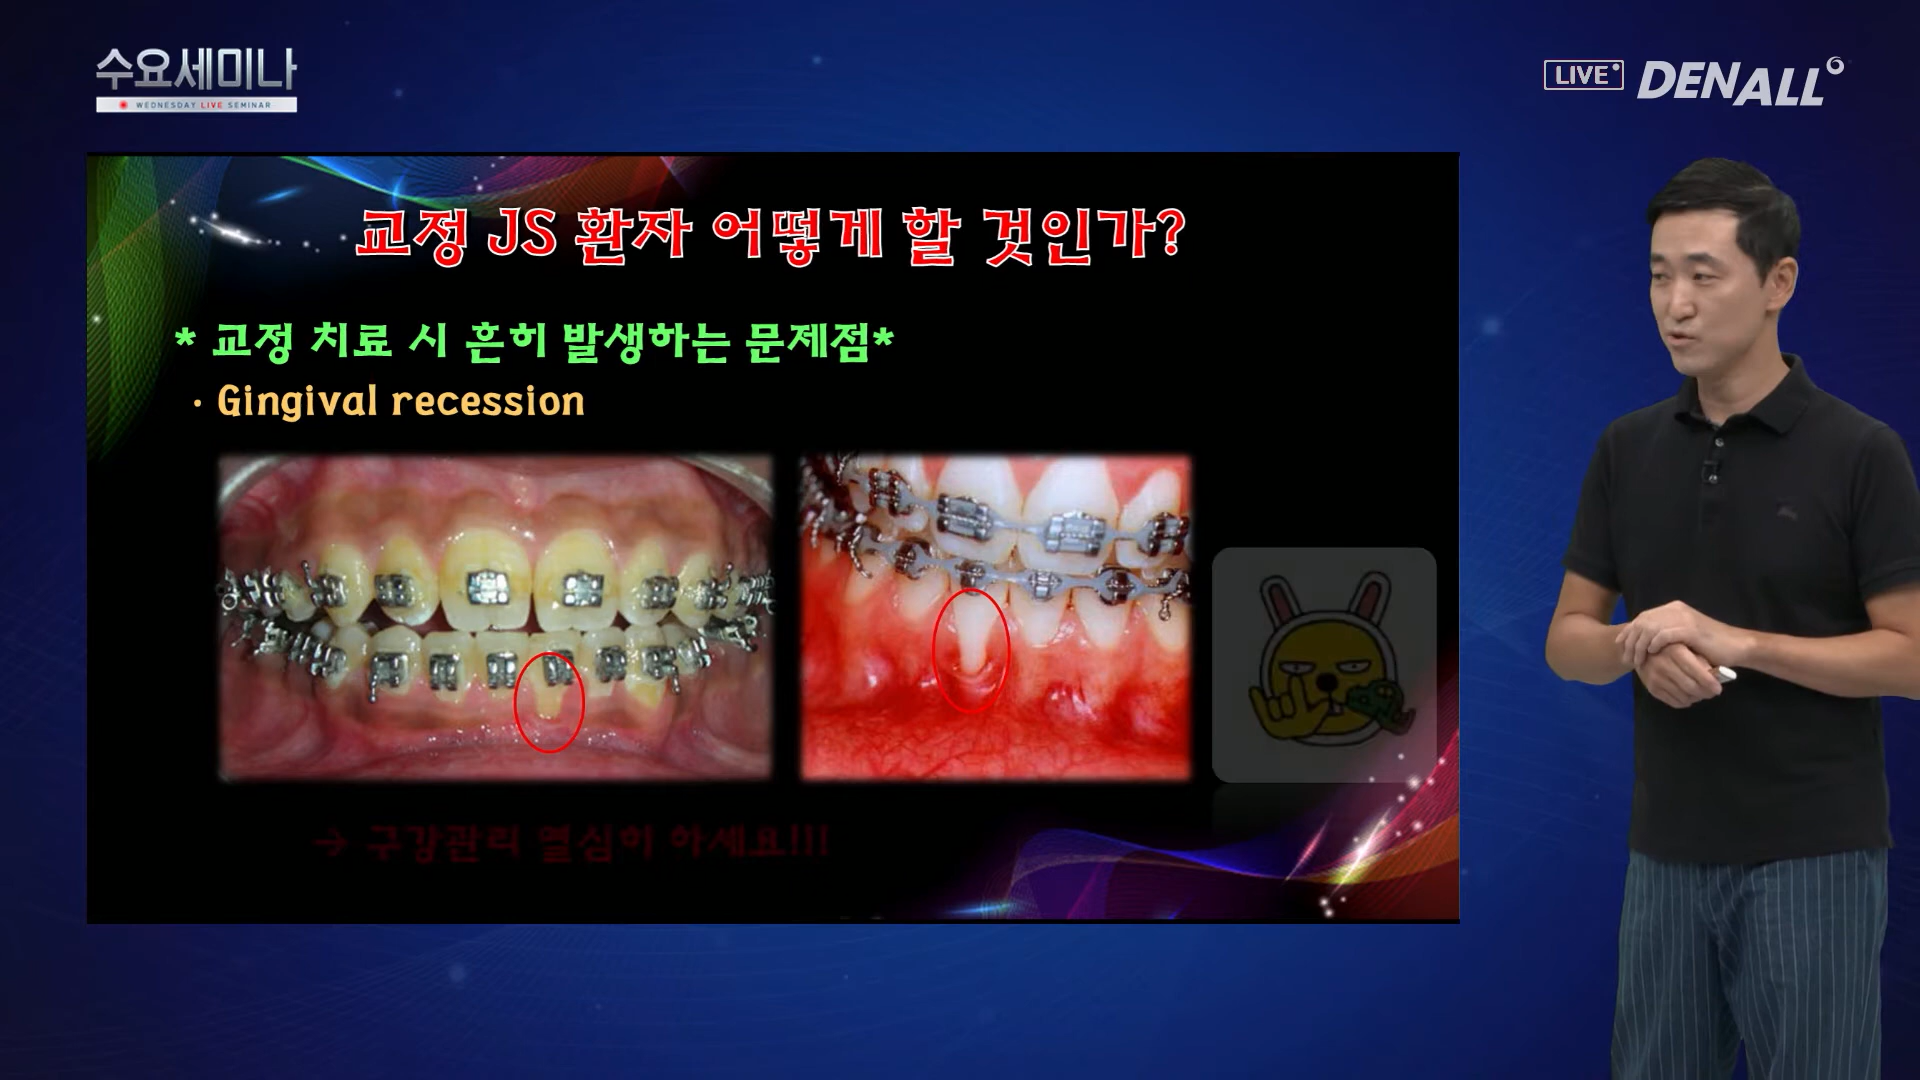 수요세미나
WEDNESDAY LIVE SEMINAR
LIVE
DENALL
교정 JS 환자 어떻게 할 것인가?
* 교정 치료 시 흔히 발생하는 문제점*
· Gingival recession
→ 구강관리 열심히 하세요!!!